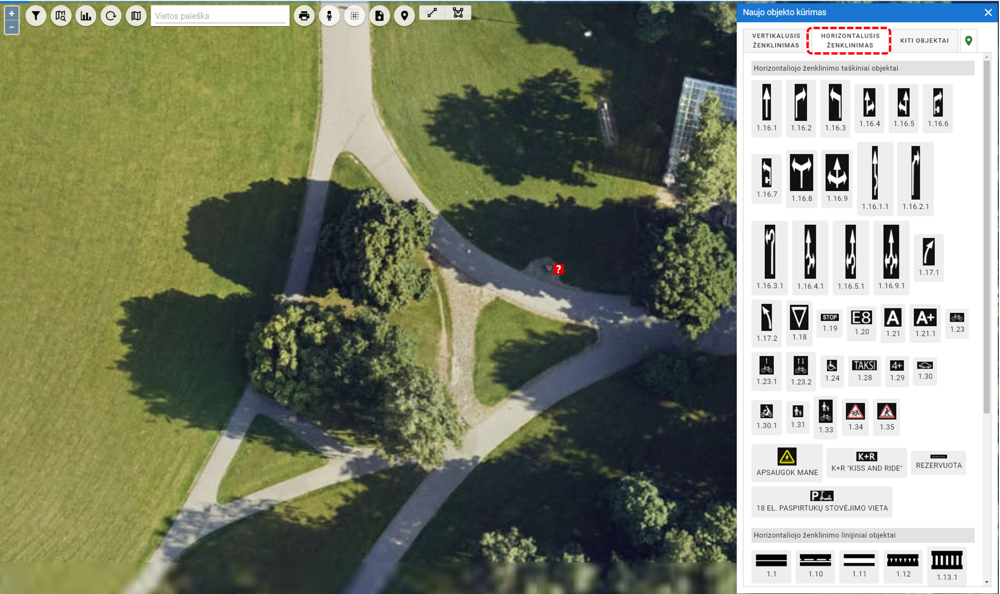 Naujo objekto kūrimas
Vietos paieška
VERTIKALUSIS
ŽENKLINIMAS
HORIZONTALUSIS
ŽENKLINIMAS
KITI OBJEKTAI
Horizontaliojo ženklinimo taškiniai objektai
1.16.1
1.16.2
1.16.3
1.16.4
1.16.5
1.16.6
1.16.7
1.16.8
1.16.9
1.16.1.1
1.16.2.1
1.16.3.1
1.16.4.1
1.16.5.1
1.16.9.1
1.17.1
1.17.2
1.18
STOP
1.19
E8
1.20
A
1.21
A+
1.21.1
1.23
1.23.1
1.23.2
1.24
TAKSI
1.28
4+
1.29
1.30
1.30.1
1.31
1.33
1.34
1.35
APSAUGOK MANE
K+R
K+R "KISS AND RIDE"
REZERVUOTA
P
18 EL. PASPIRTUKŲ STOVĖJIMO VIETA
?
Horizontaliojo ženklinimo linijiniai objektai
1.1
1.10
1.11
1.12
1.13.1